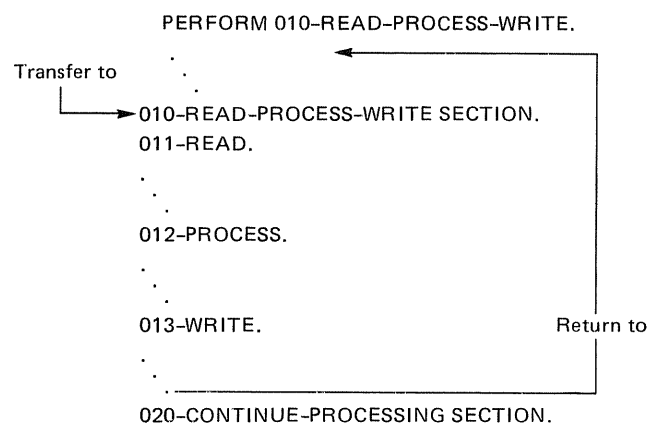 PERFORM 010-READ-PROCESS-WRITE.
Transfer to
010-READ-PROCESS-WRITE SECTION.
011-READ.
012-PROCESS.
013-WRITE.
Return to
020-CONTINUE-PROCESSING SECTION.